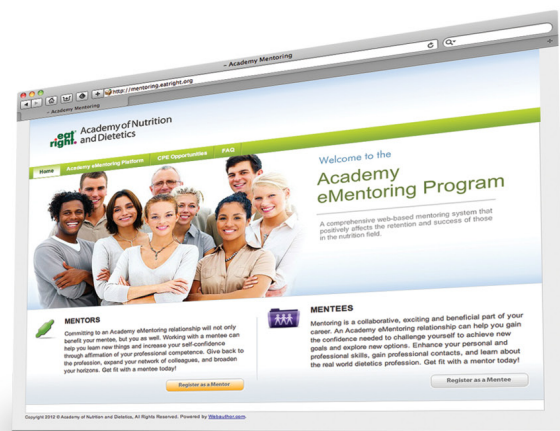 – Academy Mentoring
http://mentoring.eatright.org
– Academy Mentoring
eat right. Academy of Nutrition and Dietetics
Home Academy eMentoring Platform CPE Opportunities FAQ
Welcome to the
Academy
eMentoring Program
A comprehensive web-based mentoring system that
positively affects the retention and success of those
in the nutrition field.
MENTORS
Committing to an Academy eMentoring relationship will not only
benefit your mentee, but you as well. Working with a mentee can
help you learn new things and increase your self-confidence
through affirmation of your professional competence. Give back to
the profession, expand your network of colleagues, and broaden
your horizons. Get fit with a mentee today!
Register as a Mentor
MENTEES
Mentoring is a collaborative, exciting and beneficial part of your
career. An Academy eMentoring relationship can help you gain
the confidence needed to challenge yourself to achieve new
goals and explore new options. Enhance your personal and
professional skills, gain professional contacts, and learn about
the real world dietetics profession. Get fit with a mentor today!
Register as a Mentee
Copyright 2012 © Academy of Nutrition and Dietetics, All Rights Reserved. Powered by Webauthor.com.